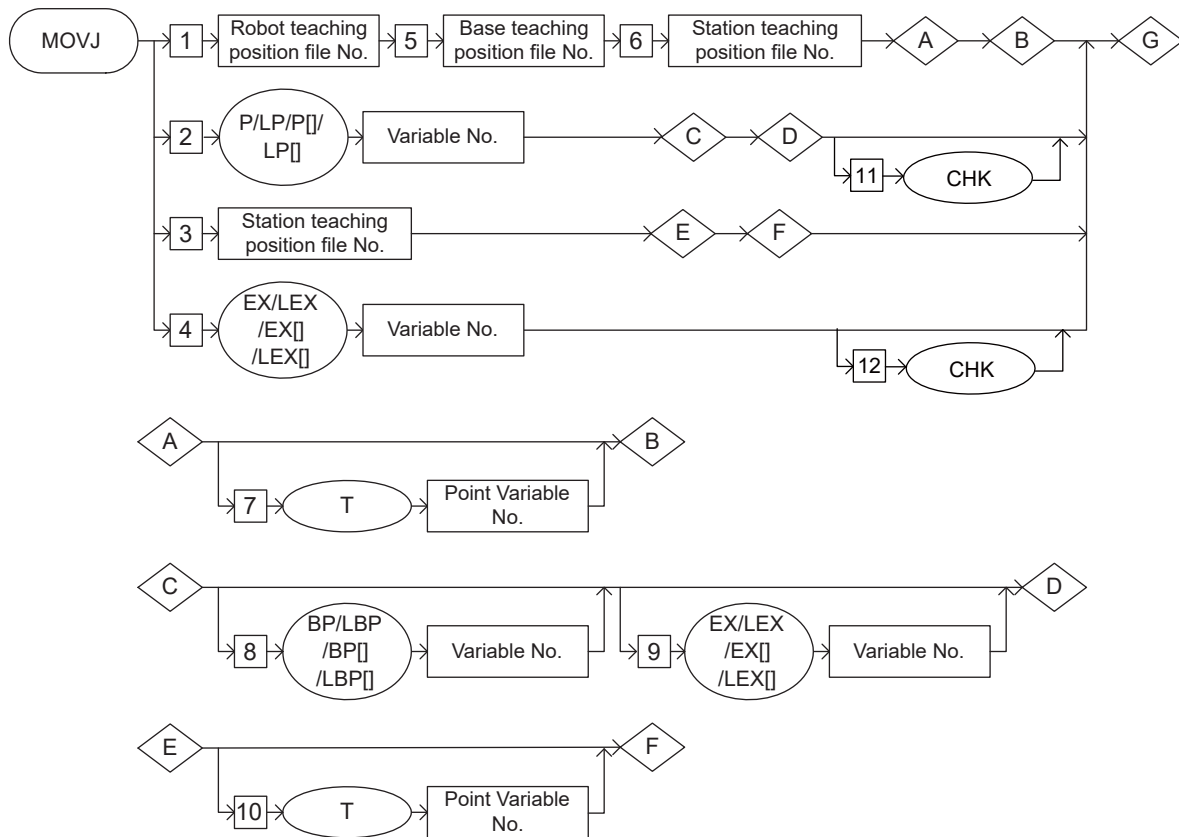 MOVJ
1
Robot teaching
position file No.
5
Base teaching
position file No.
6
Station teaching
position file No.
A
B
G
2
P/LP/P[]/
LP[]
Variable No.
C
D
11
CHK
3
Station teaching
position file No.
E
F
4
EX/LEX
/EX[]
/LEX[]
Variable No.
12
CHK
A
B
7
T
Point Variable
No.
C
D
8
BP/LBP
/BP[]
/LBP[]
Variable No.
9
EX/LEX
/EX[]
/LEX[]
Variable No.
E
F
10
T
Point Variable
No.